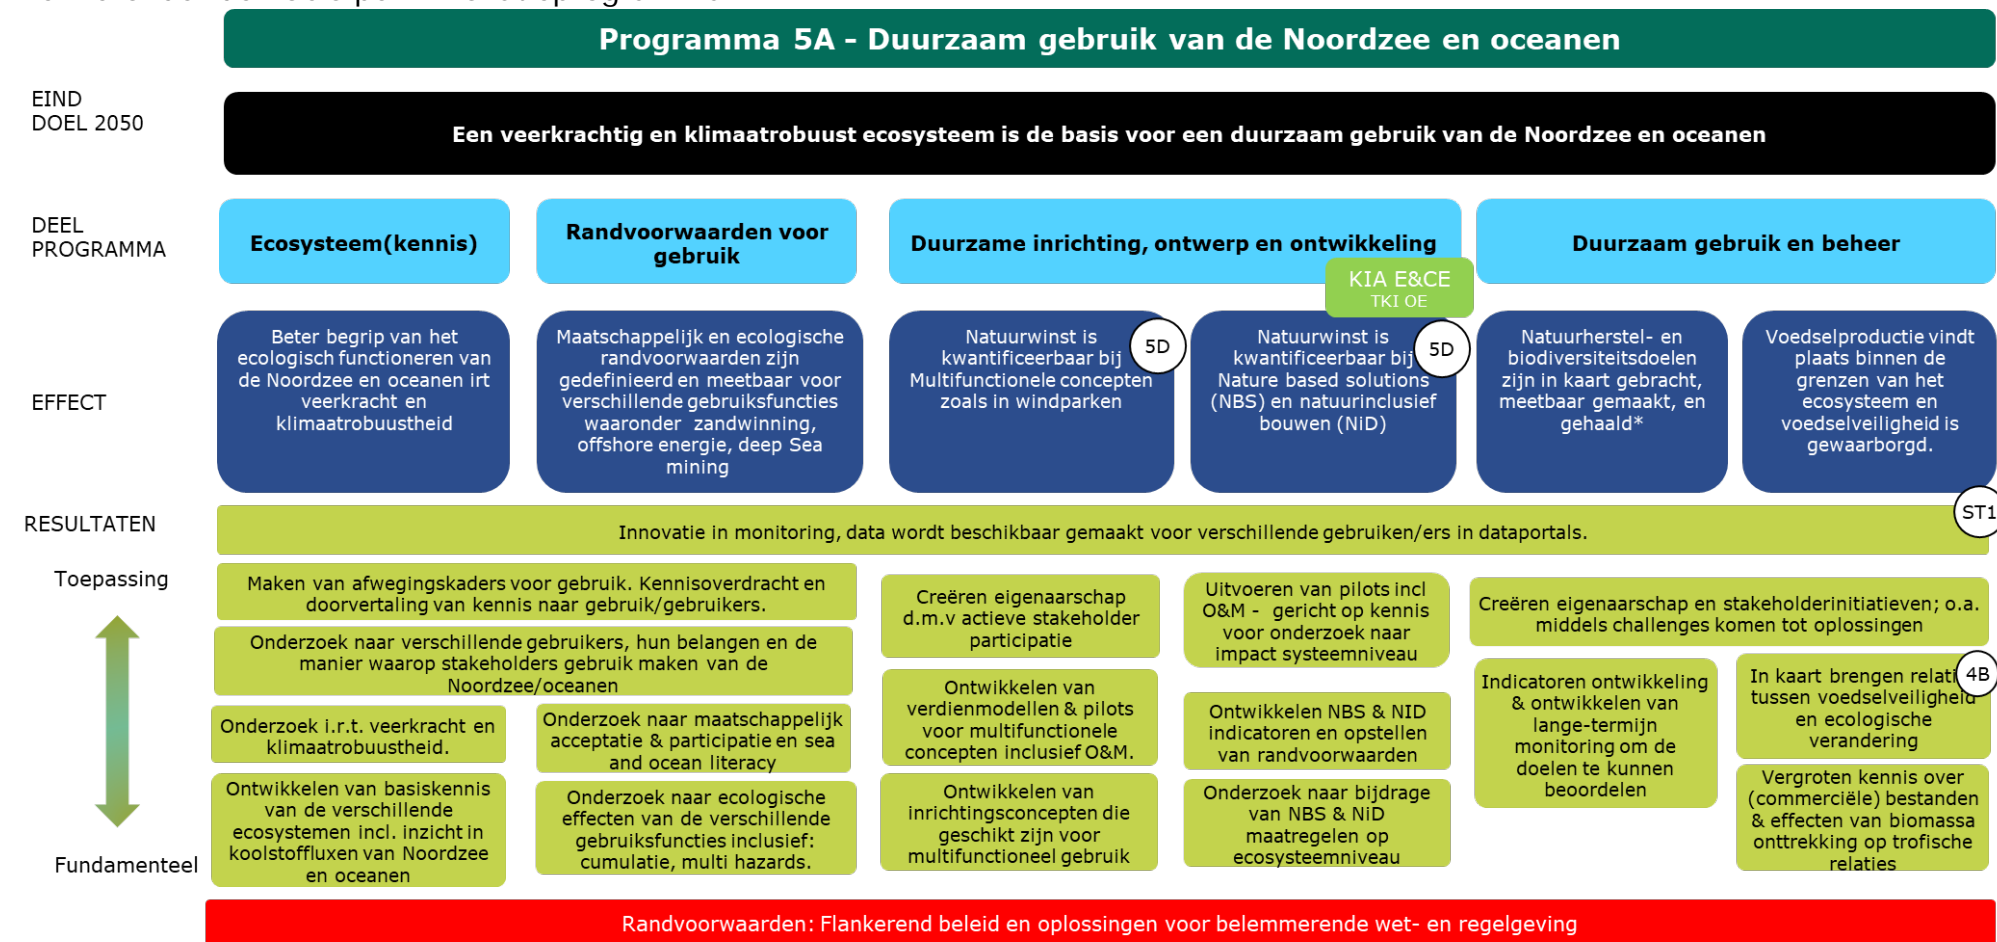 Programma 5A – Duurzaam gebruik van de Noordzee en oceanen
EIND
DOEL 2050
Een veerkrachtig en klimaatrobuust ecosysteem is de basis voor een duurzaam gebruik van de Noordzee en oceanen
DEEL
PROGRAMMA
Ecosysteem(kennis)
Randvoorwaarden voor
gebruik
Duurzame inrichting, ontwerp en ontwikkeling
Duurzaam gebruik en beheer
KIA E&CE
TKI OE
EFFECT
Beter begrip van het
ecologisch functioneren van
de Noordzee en oceanen irt
veerkracht en
klimaatrobuustheid
Maatschappelijk en ecologische
randvoorwaarden zijn
gedefinieerd en meetbaar voor
verschillende gebruiksfuncties
waaronder zandwinning,
offshore energie, deep Sea
mining
Natuurwinst is
kwantificeerbaar bij
Multifunctionele concepten
zoals in windparken
5D
Natuurwinst is
kwantificeerbaar bij
Nature based solutions
(NBS) en natuurinclusief
bouwen (NiD)
5D
Natuurherstel- en
biodiversiteitsdoelen
zijn in kaart gebracht,
meetbaar gemaakt, en
gehaald*
Voedselproductie vindt
plaats binnen de
grenzen van het
ecosysteem en
voedselveiligheid is
gewaarborgd.
RESULTATEN
Innovatie in monitoring, data wordt beschikbaar gemaakt voor verschillende gebruiken/ers in dataportals.
ST1
Toepassing
Fundamenteel
Maken van afwegingskaders voor gebruik. Kennisoverdracht en
doorvertaling van kennis naar gebruik/gebruikers.
Onderzoek naar verschillende gebruikers, hun belangen en de
manier waarop stakeholders gebruik maken van de
Noordzee/oceanen
Onderzoek i.r.t. veerkracht en
klimaatrobuustheid.
Ontwikkelen van basiskennis
van de verschillende
ecosystemen incl. inzicht in
koolstoffluxen van Noordzee
en oceanen
Onderzoek naar maatschappelijk
acceptatie & participatie en sea
and ocean literacy
Onderzoek naar ecologische
effecten van de verschillende
gebruiksfuncties inclusief:
cumulatie, multi hazards.
Creëren eigenaarschap
d.m.v actieve stakeholder
participatie
Ontwikkelen van
verdienmodellen & pilots
voor multifunctionele
concepten inclusief O&M.
Ontwikkelen van
inrichtingsconcepten die
geschikt zijn voor
multifunctioneel gebruik
Uitvoeren van pilots incl
O&M - gericht op kennis
voor onderzoek naar
impact systeemniveau
Ontwikkelen NBS & NID
indicatoren en opstellen
van randvoorwaarden
Onderzoek naar bijdrage
van NBS & NiD
maatregelen op
ecosysteemniveau
Creëren eigenaarschap en stakeholderinitiatieven; o.a.
middels challenges komen tot oplossingen
Indicatoren ontwikkeling
& ontwikkelen van
lange-termijn
monitoring om de
doelen te kunnen
beoordelen
In kaart brengen relati
tussen voedselveiligheid
en ecologische
verandering
4B
Vergroten kennis over
(commerciële) bestanden
& effecten van biomassa
onttrekking op trofische
relaties
Randvoorwaarden: Flankerend beleid en oplossingen voor belemmerende wet- en regelgeving